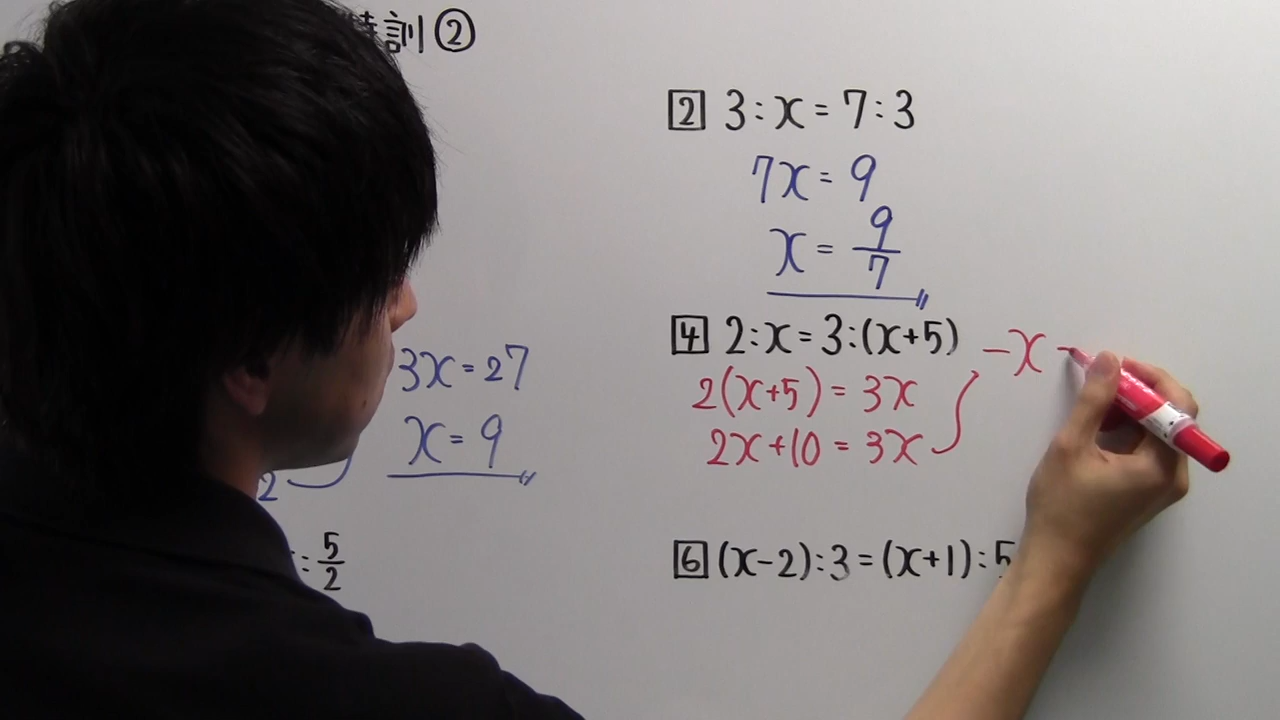 特訓②
3x=27
x=9
2
:5/2
[2] 3:x=7:3
7x=9
x=9/7
[4] 2:x=3:(x+5)
2(x+5)=3x
2x+10=3x
-x
[6] (x-2):3=(x+1):5